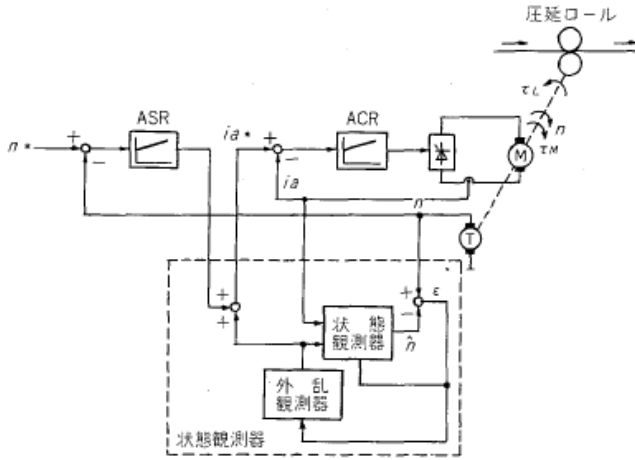 圧延ロール
τL
n
τM
ASR
ACR
n*
+
−
ia*
+
−
M
ia
n
T
+
+
+
−
ε
状態
観測器
n̂
外乱
観測器
状態観測器